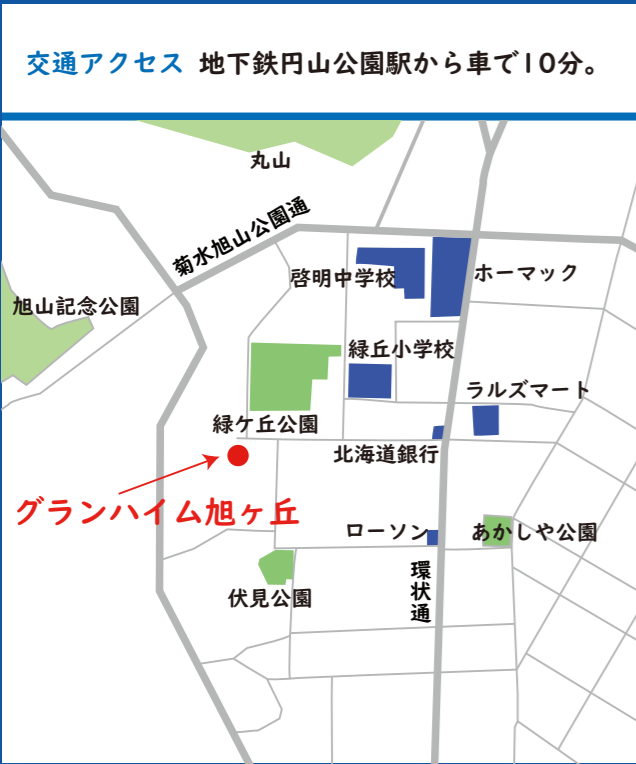 交通アクセス 地下鉄円山公園駅から車で10分。
丸山
菊水旭山公園通
啓明中学校
ホーマック
旭山記念公園
緑丘小学校
ラルズマート
緑ケ丘公園
北海道銀行
グランハイム旭ヶ丘
ローソン
あかしや公園
環状通
伏見公園